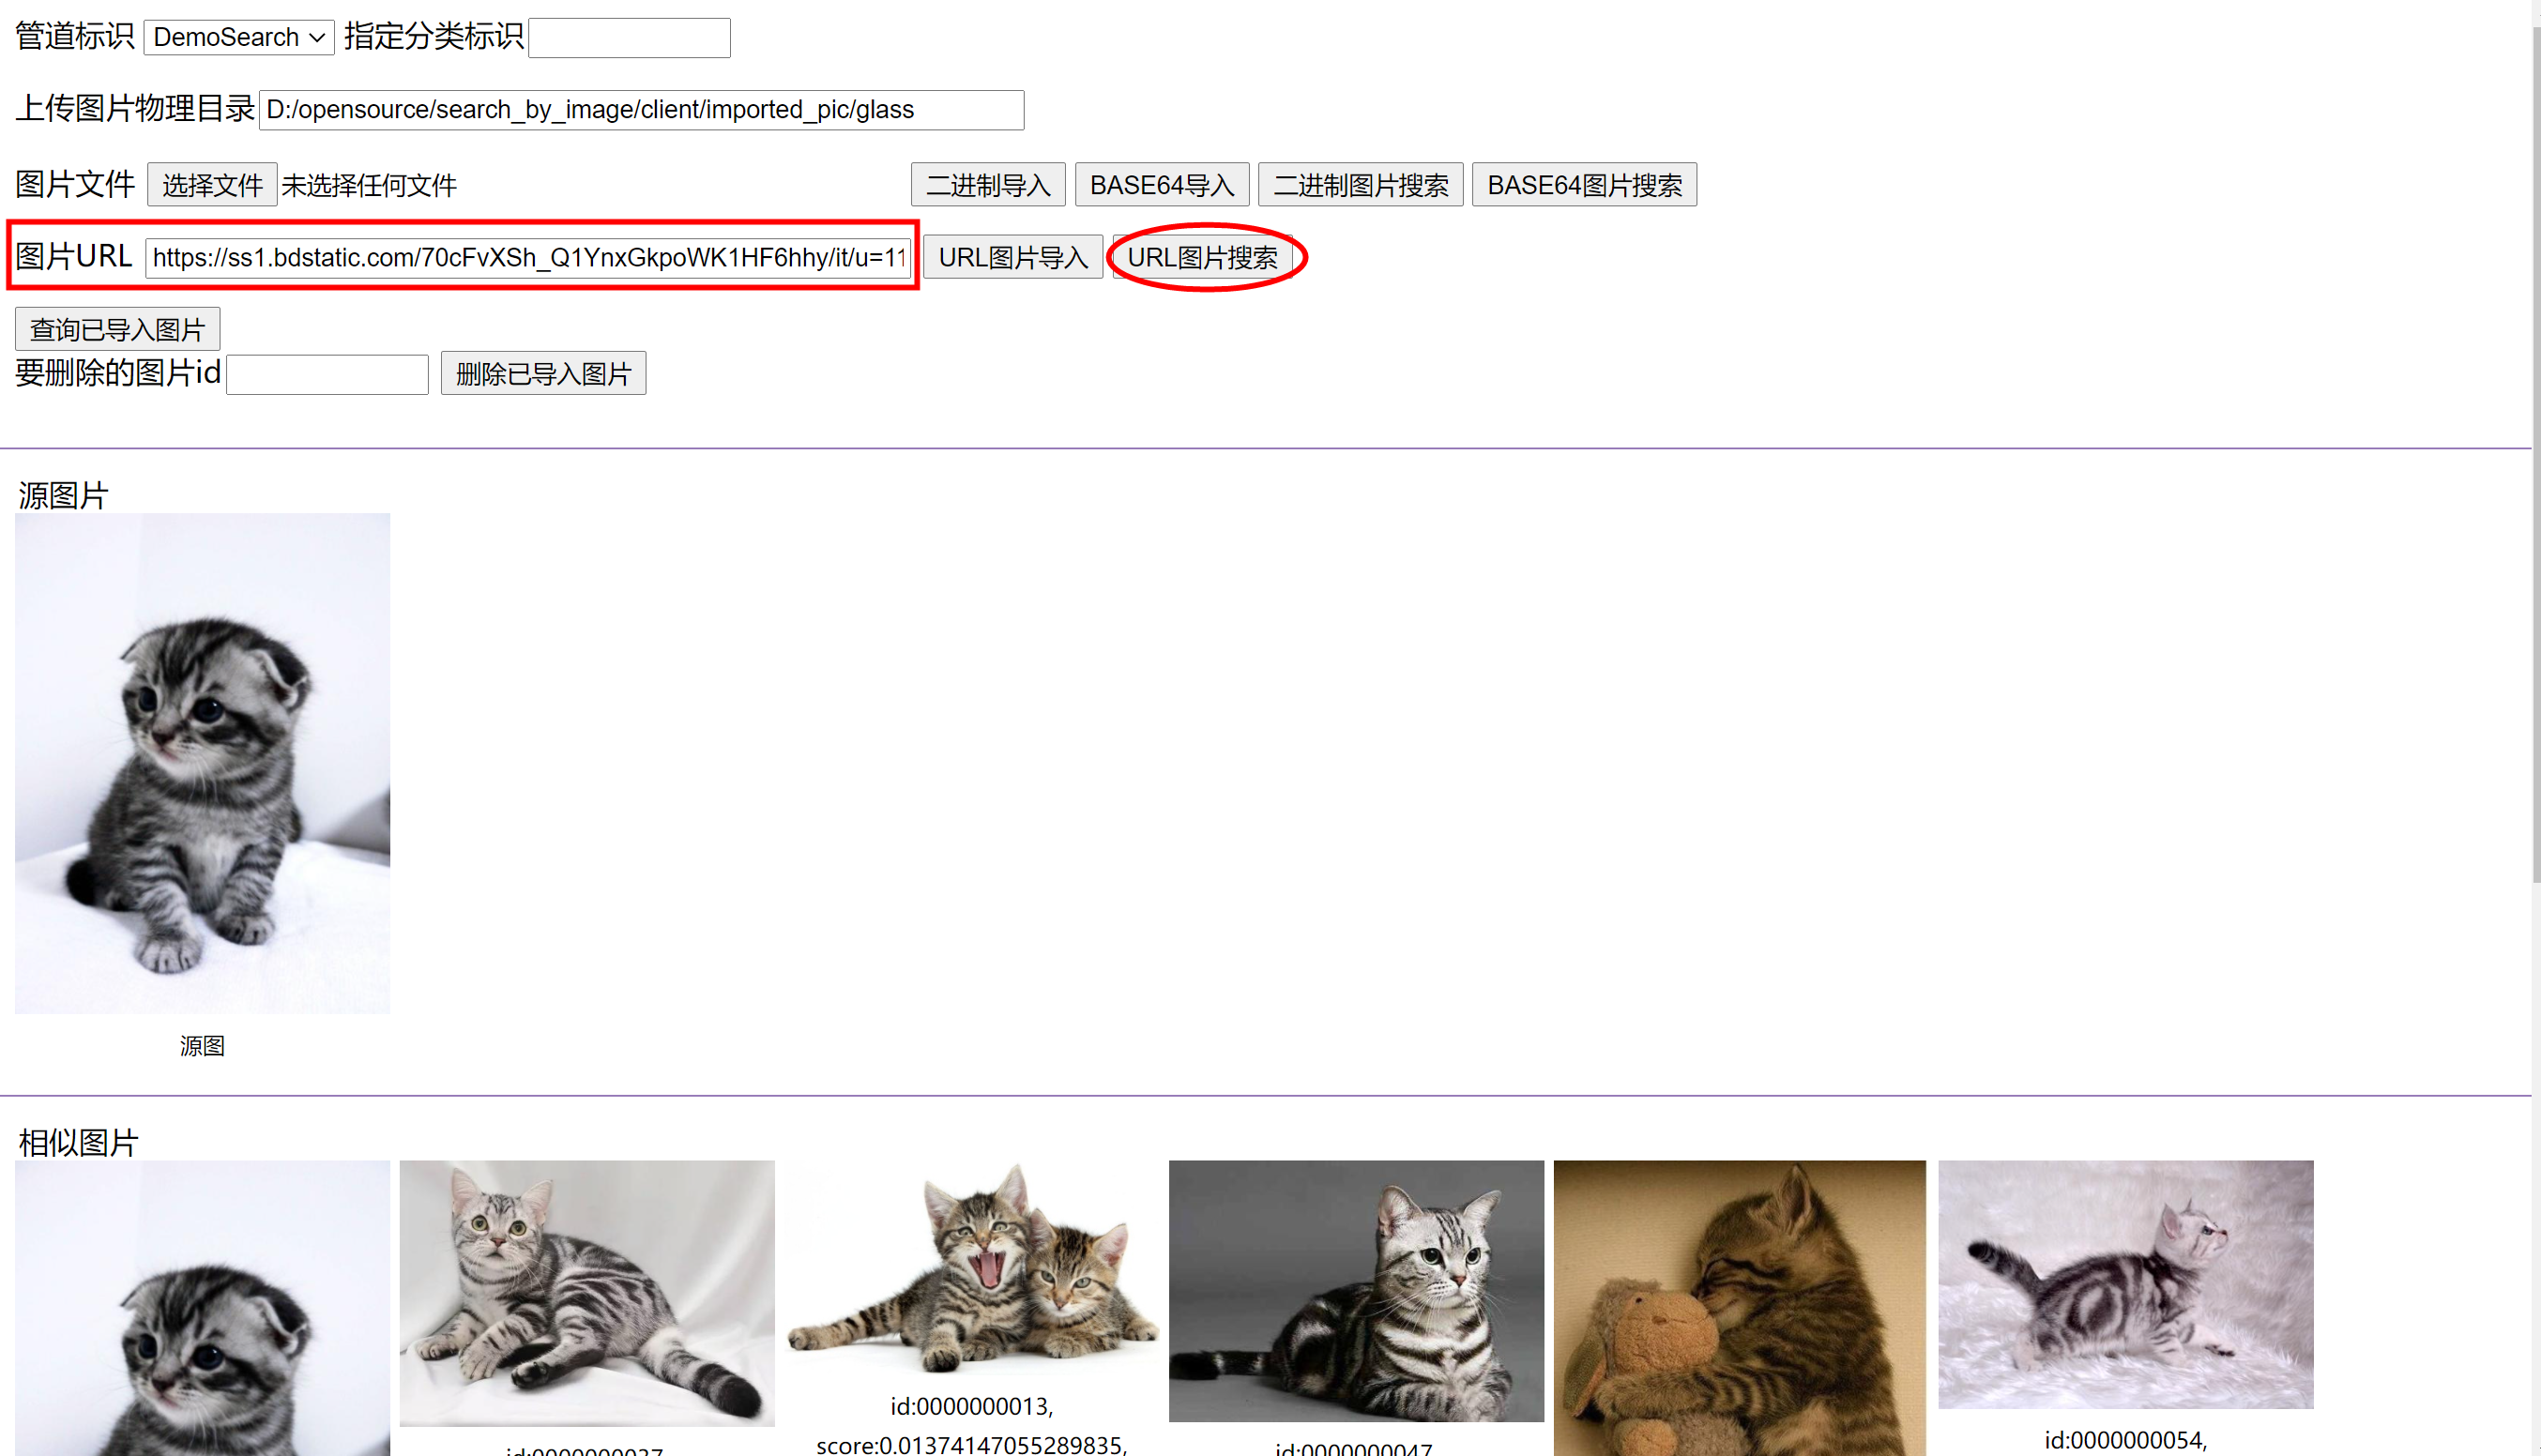 管道标识 DemoSearch 指定分类标识
上传图片物理目录 D:/opensource/search_by_image/client/imported_pic/glass
图片文件 选择文件 未选择任何文件 二进制导入 BASE64导入 二进制图片搜索 BASE64图片搜索
图片URL https://ss1.bdstatic.com/70cFvXSh_Q1YnxGkpoWK1HF6hhy/it/u=11 URL图片导入 URL图片搜索
查询已导入图片
要删除的图片id 删除已导入图片
源图片
源图
相似图片
id:0000000013,
score:0.01374147055289835,
id:0000000037
id:0000000047
id:0000000054,